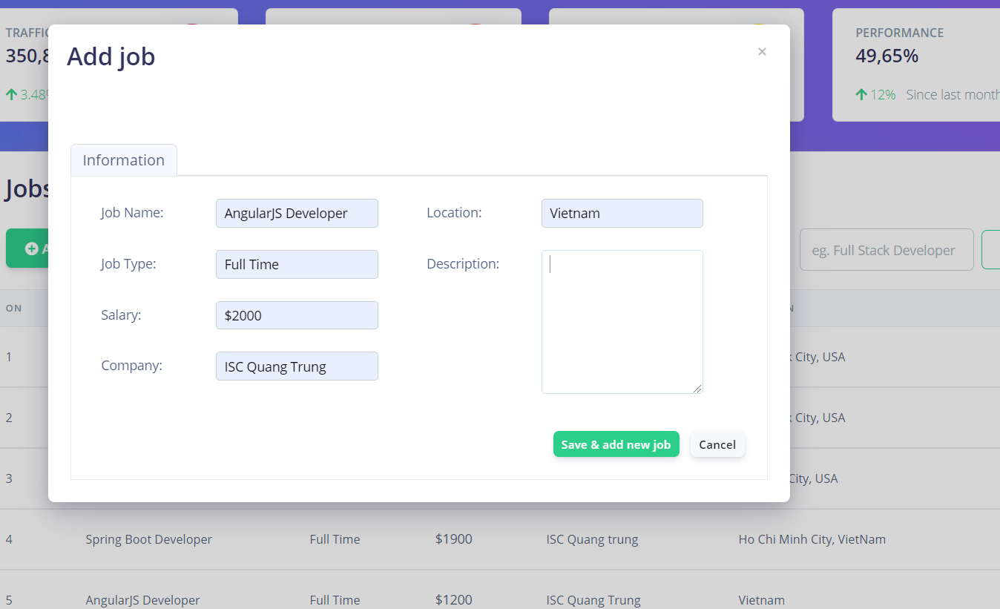 TRAFFIC
350,8
3.48%
PERFORMANCE
49,65%
12% Since last month
Add job
×
Information
Job Name: AngularJS Developer
Location: Vietnam
Job Type: Full Time
Description:
Salary: $2000
Company: ISC Quang Trung
Save & add new job
Cancel
Jobs
A
eg. Full Stack Developer
ON
N
1 City, USA
2 City, USA
3 City, USA
4 Spring Boot Developer Full Time $1900 ISC Quang trung Ho Chi Minh City, VietNam
5 AngularJS Developer Full Time $1200 ISC Quang Trung Vietnam